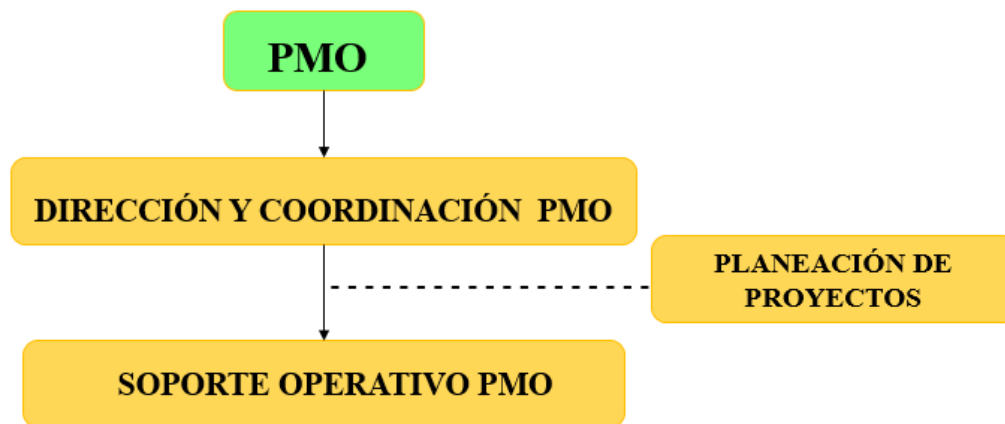 PMO
DIRECCIÓN Y COORDINACIÓN PMO
PLANEACIÓN DE
PROYECTOS
SOPORTE OPERATIVO PMO